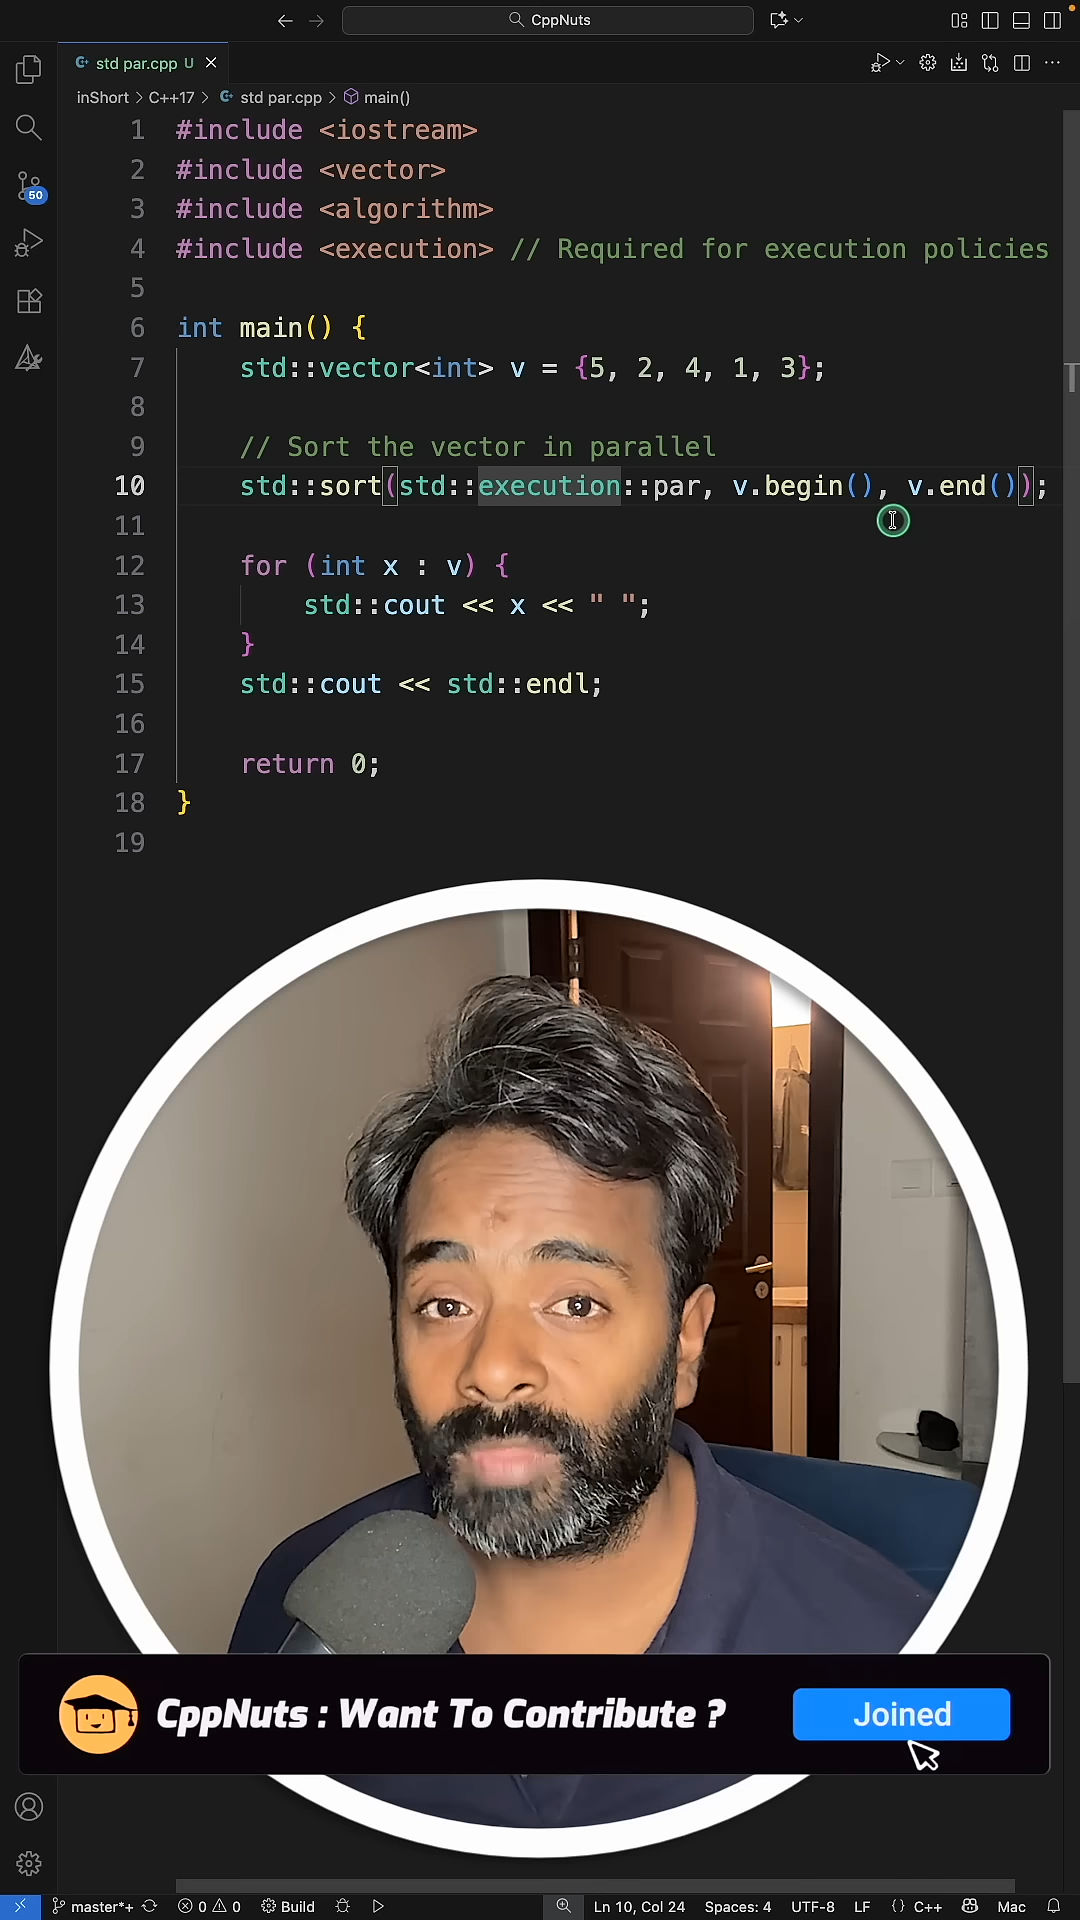 CppNuts
std par.cpp U
inShort > C++17 > std par.cpp > main()
1 #include <iostream>
2 #include <vector>
3 #include <algorithm>
4 #include <execution> // Required for execution policies
5
6 int main() {
7 std::vector<int> v = {5, 2, 4, 1, 3};
8
9 // Sort the vector in parallel
10 std::sort(std::execution::par, v.begin(), v.end());
11
12 for (int x : v) {
13 std::cout << x << " ";
14 }
15 std::cout << std::endl;
16
17 return 0;
18 }
19
50
CppNuts : Want To Contribute ?
Joined
master*+ 0 0 Build Ln 10, Col 24 Spaces: 4 UTF-8 LF {} C++ Mac